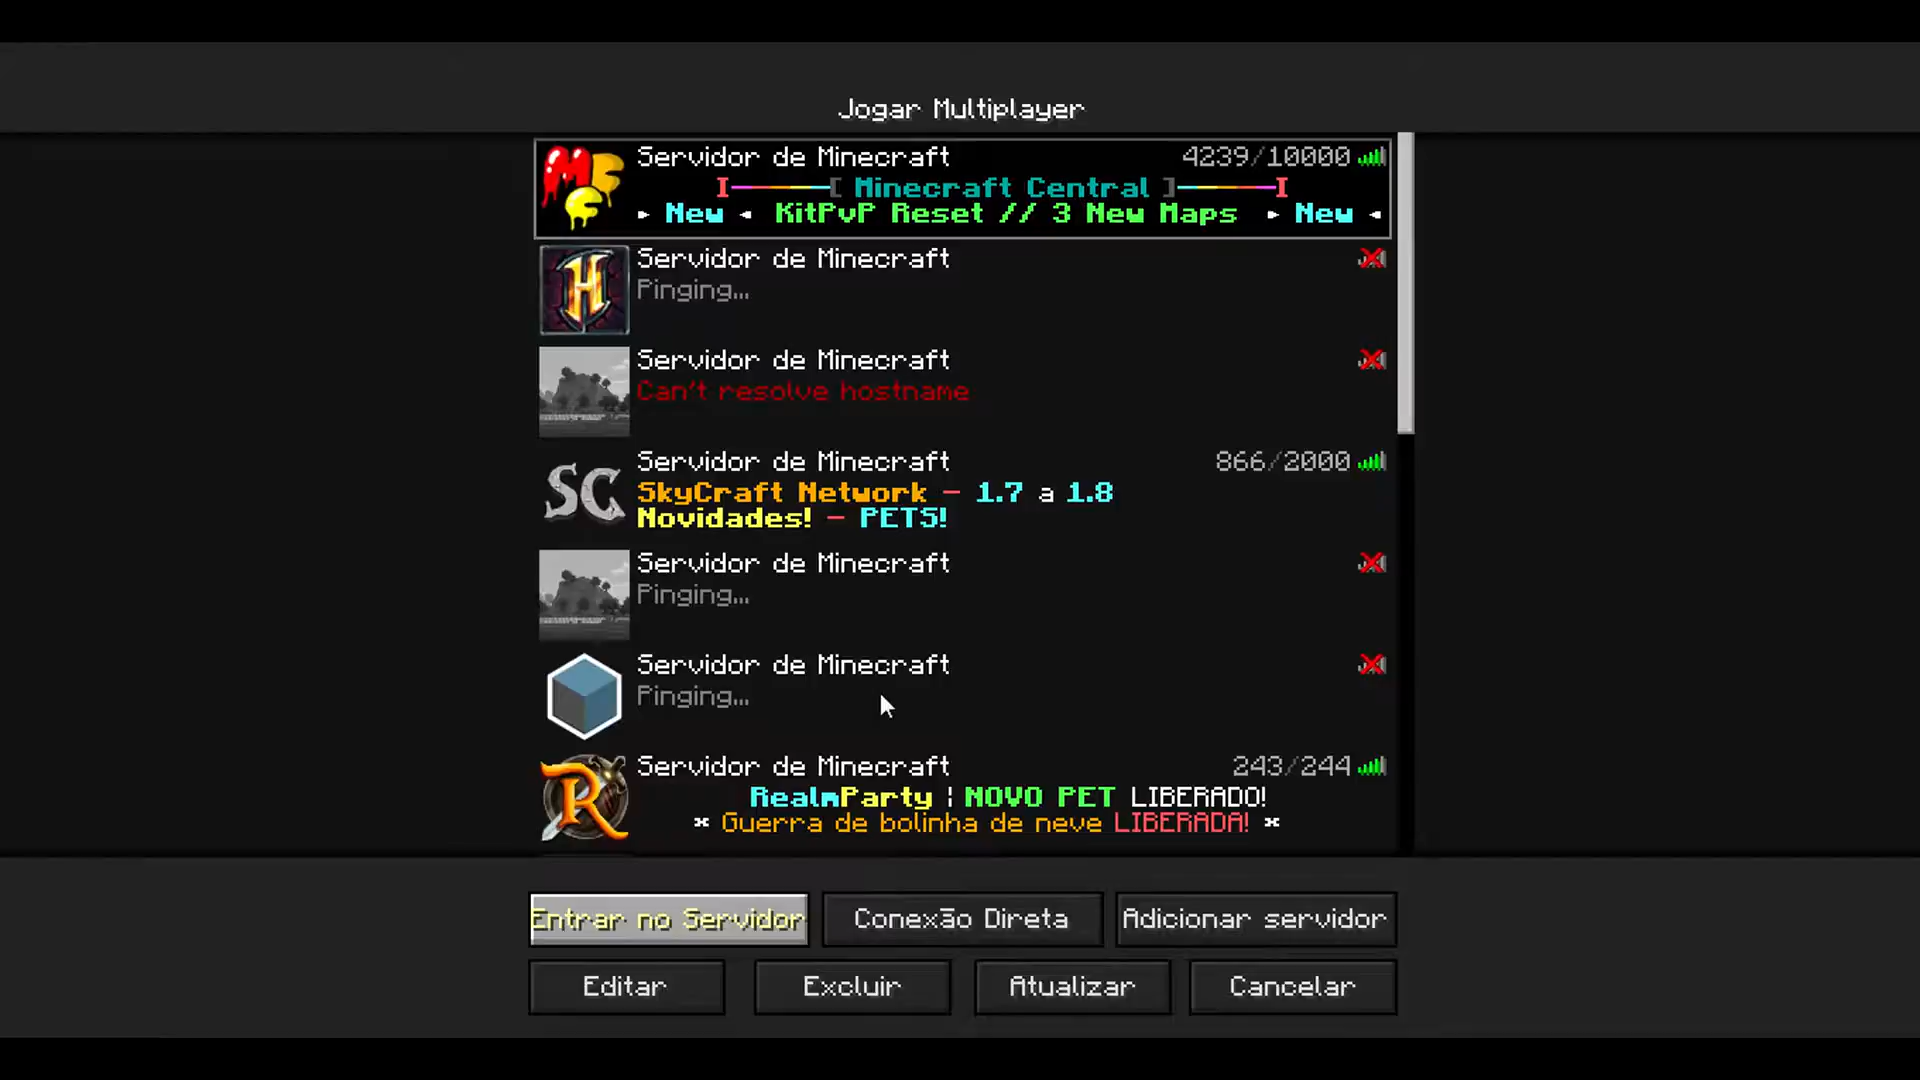 Jogar Multiplayer
Servidor de Minecraft 4239/10000
I [ Minecraft Central ] I
► New ◄ KitPvP Reset // 3 New Maps ► New ◄
Servidor de Minecraft
Pinging...
Servidor de Minecraft
Can't resolve hostname
Servidor de Minecraft 866/2000
SkyCraft Network - 1.7 a 1.8
Novidades! - PETS!
Servidor de Minecraft
Pinging...
Servidor de Minecraft
Pinging...
Servidor de Minecraft 243/244
RealmParty ¦ NOVO PET LIBERADO!
* Guerra de bolinha de neve LIBERADA! *
Entrar no Servidor Conexão Direta Adicionar servidor
Editar Excluir Atualizar Cancelar